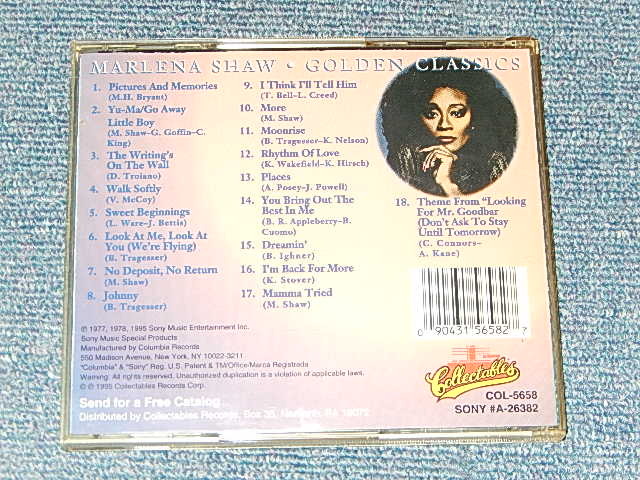 MARLENA SHAW • GOLDEN CLASSICS
1. Pictures And Memories
(M.H. Bryant)
2. Yu-Ma/Go Away
Little Boy
(M. Shaw–G. Goffin–C.
King)
3. The Writing's
On The Wall
(D. Troiano)
4. Walk Softly
(V. McCoy)
5. Sweet Beginnings
(L. Ware–J. Bettis)
6. Look At Me, Look At
You (We're Flying)
(B. Tragesser)
7. No Deposit, No Return
(M. Shaw)
8. Johnny
(B. Tragesser)
9. I Think I'll Tell Him
(T. Bell–L. Creed)
10. More
(M. Shaw)
11. Moonrise
(B. Tragesser–K. Nelson)
12. Rhythm Of Love
(K. Wakefield–K. Hirsch)
13. Places
(A. Posey–J. Powell)
14. You Bring Out The
Best In Me
(B. R. Appleberry–B.
Cuomo)
15. Dreamin'
(B. Ighner)
16. I'm Back For More
(K. Stover)
17. Mamma Tried
(M. Shaw)
18. Theme From "Looking
For Mr. Goodbar
(Don't Ask To Stay
Until Tomorrow)
(C. Connors–
A. Kane)
0 90431 56582 7
℗ 1977, 1978, 1995 Sony Music Entertainment Inc.
Sony Music Special Products
Manufactured by Columbia Records
550 Madison Avenue, New York, NY 10022-3211
"Columbia" & "Sony" Reg. U.S. Patent & TM/Office/Marca Registrada
Warning: All rights reserved. Unauthorized duplication is a violation of applicable laws.
© ℗ 1995 Collectables Records Corp.
Send for a Free Catalog...
Distributed by Collectables Records, Box 35, Narberth, PA 19072
Collectables
COL-5658
SONY #A-26382